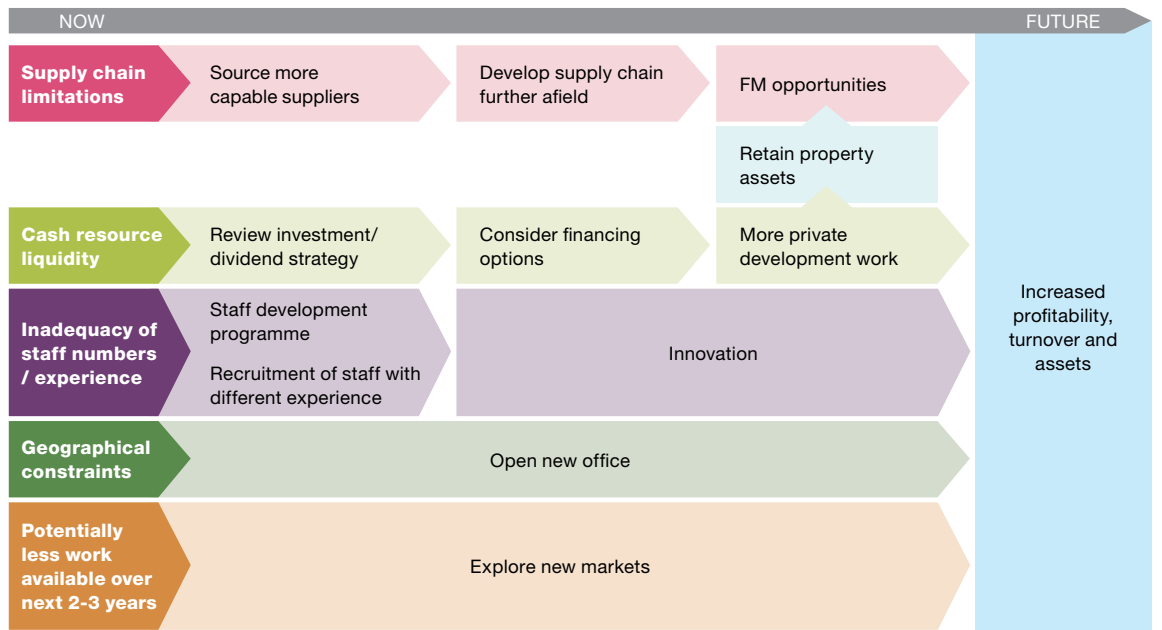 NOW
FUTURE
Supply chain
limitations
Source more
capable suppliers
Develop supply chain
further afield
FM opportunities
Retain property
assets
Cash resource
liquidity
Review investment/
dividend strategy
Consider financing
options
More private
development work
Inadequacy of
staff numbers
/ experience
Staff development
programme
Recruitment of staff with
different experience
Innovation
Geographical
constraints
Open new office
Potentially
less work
available over
next 2-3 years
Explore new markets
Increased
profitability,
turnover and
assets